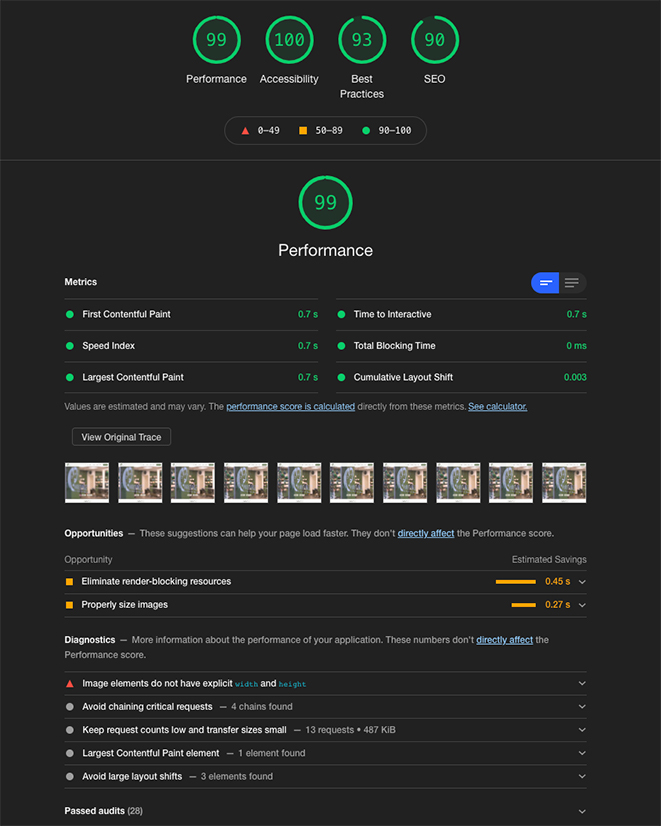 99 100 93 90
Performance Accessibility Best Practices SEO
0–49 50–89 90–100
99
Performance
Metrics
First Contentful Paint 0.7 s
Time to Interactive 0.7 s
Speed Index 0.7 s
Total Blocking Time 0 ms
Largest Contentful Paint 0.7 s
Cumulative Layout Shift 0.003
Values are estimated and may vary. The performance score is calculated directly from these metrics. See calculator.
View Original Trace
Opportunities — These suggestions can help your page load faster. They don't directly affect the Performance score.
Opportunity Estimated Savings
Eliminate render-blocking resources 0.45 s
Properly size images 0.27 s
Diagnostics — More information about the performance of your application. These numbers don't directly affect the
Performance score.
Image elements do not have explicit width and height
Avoid chaining critical requests — 4 chains found
Keep request counts low and transfer sizes small — 13 requests • 487 KiB
Largest Contentful Paint element — 1 element found
Avoid large layout shifts — 3 elements found
Passed audits (28)